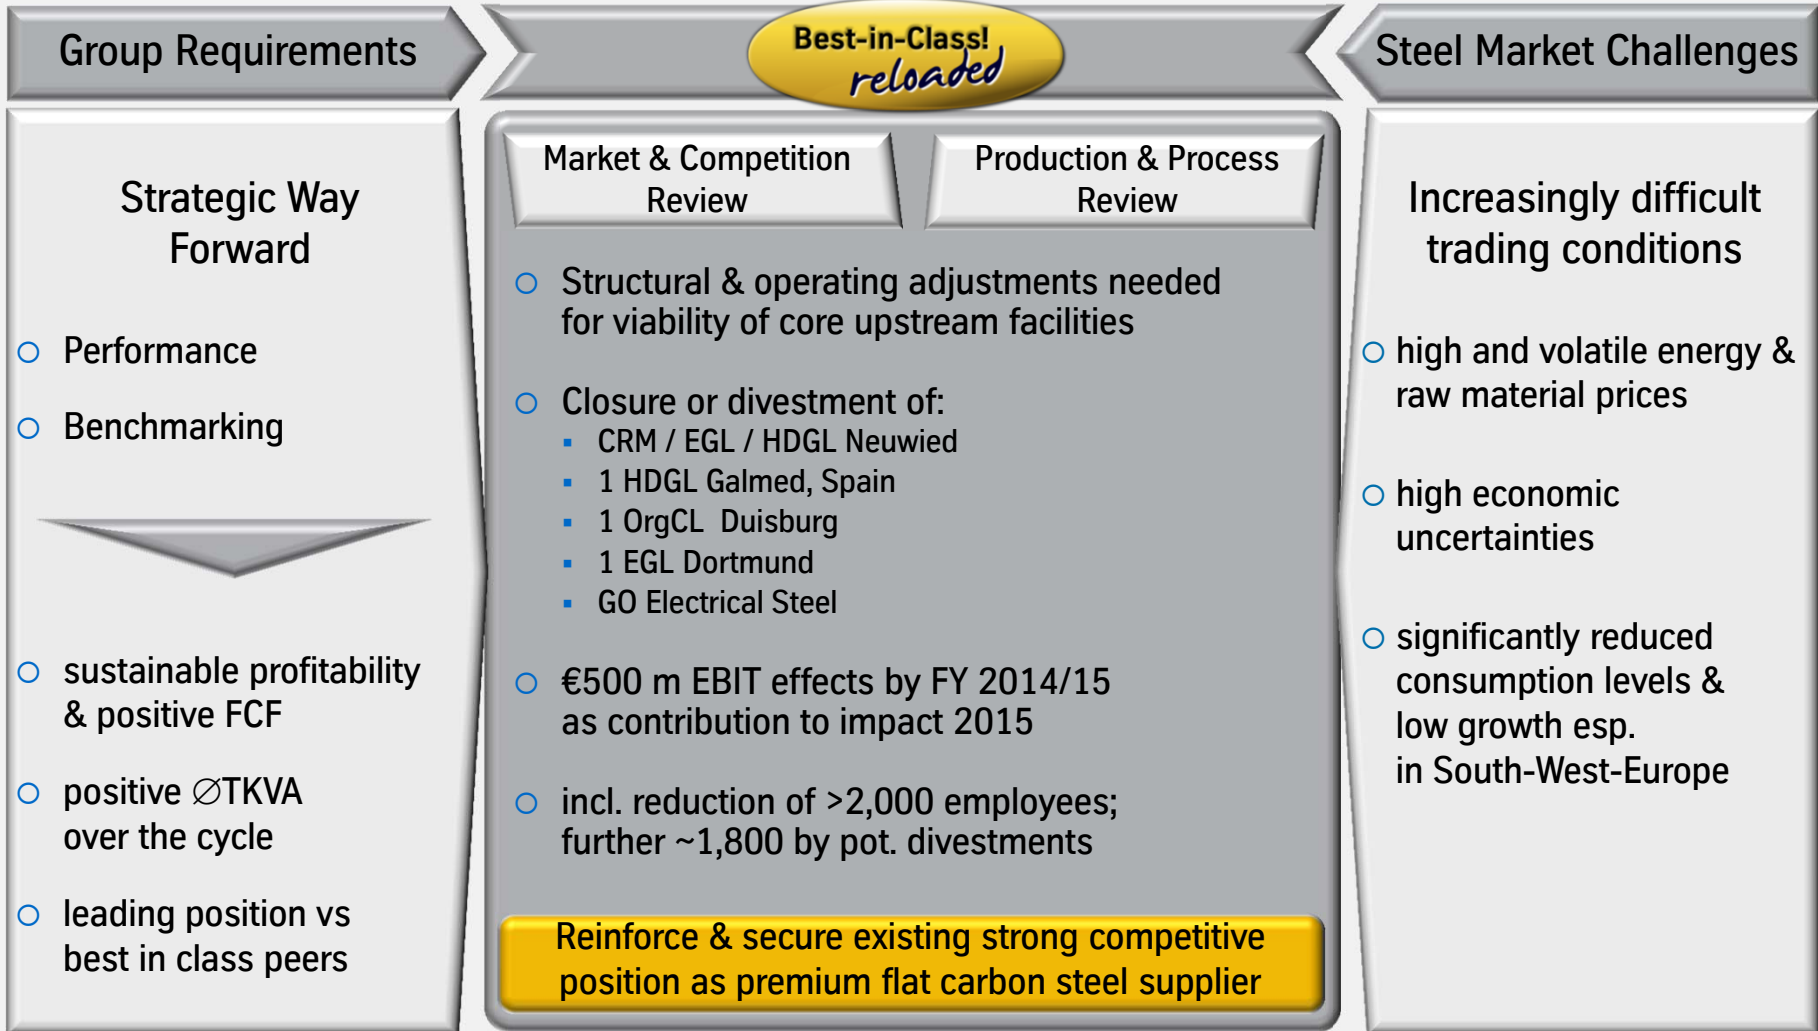 Group Requirements
Best-in-Class!
reloaded
Steel Market Challenges
Strategic Way
Forward
○ Performance
○ Benchmarking
○ sustainable profitability
& positive FCF
○ positive ∅TKVA
over the cycle
○ leading position vs
best in class peers
Market & Competition
Review
Production & Process
Review
○ Structural & operating adjustments needed
for viability of core upstream facilities
○ Closure or divestment of:
▪ CRM / EGL / HDGL Neuwied
▪ 1 HDGL Galmed, Spain
▪ 1 OrgCL Duisburg
▪ 1 EGL Dortmund
▪ GO Electrical Steel
○ €500 m EBIT effects by FY 2014/15
as contribution to impact 2015
○ incl. reduction of >2,000 employees;
further ~1,800 by pot. divestments
Reinforce & secure existing strong competitive
position as premium flat carbon steel supplier
Increasingly difficult
trading conditions
○ high and volatile energy &
raw material prices
○ high economic
uncertainties
○ significantly reduced
consumption levels &
low growth esp.
in South-West-Europe